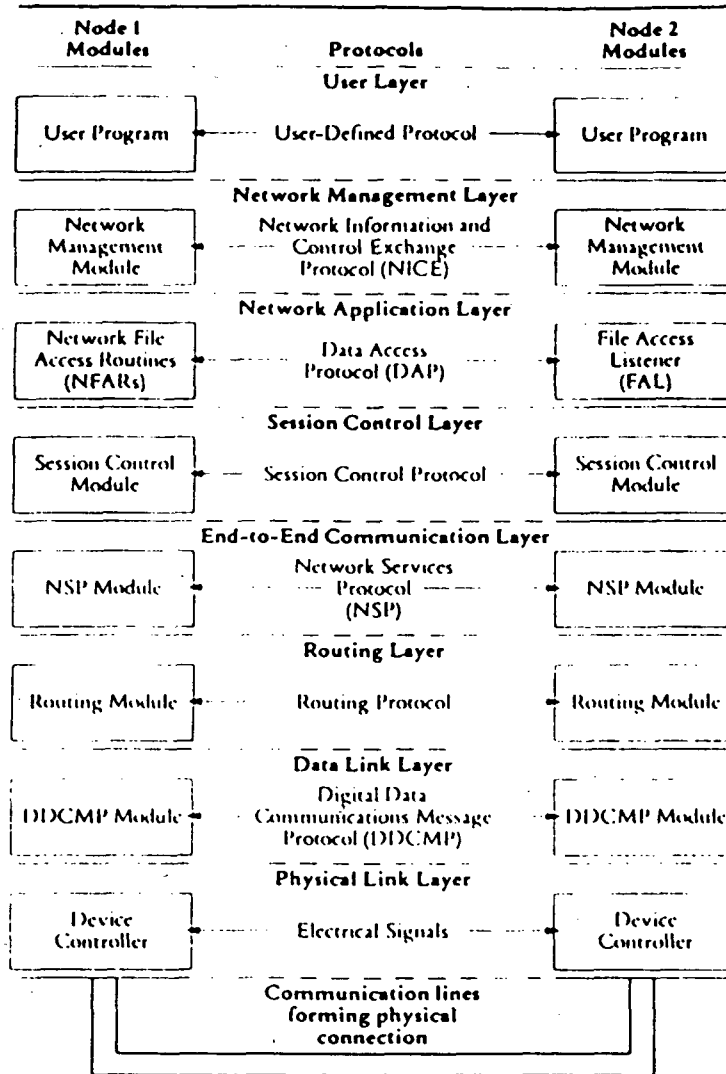 Node 1 Modules
Protocols
Node 2 Modules
User Layer
User Program
User-Defined Protocol
User Program
Network Management Layer
Network
Management
Module
Network Information and
Control Exchange
Protocol (NICE)
Network
Management
Module
Network Application Layer
Network File
Access Routines
(NFARs)
Data Access
Protocol (DAP)
File Access
Listener
(FAL)
Session Control Layer
Session Control
Module
Session Control Protocol
Session Control
Module
End-to-End Communication Layer
NSP Module
Network Services
Protocol
(NSP)
NSP Module
Routing Layer
Routing Module
Routing Protocol
Routing Module
Data Link Layer
DDCMP Module
Digital Data
Communications Message
Protocol (DDCMP)
DDCMP Module
Physical Link Layer
Device
Controller
Electrical Signals
Device
Controller
Communication lines
forming physical
connection